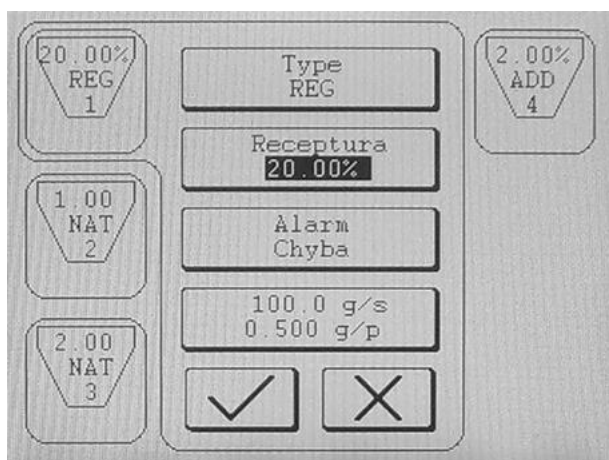 20.00%
REG
1
1.00
NAT
2
2.00
NAT
3
Type
REG
Receptura
20.00%
Alarm
Chyba
100.0 g/s
0.500 g/p
2.00%
ADD
4